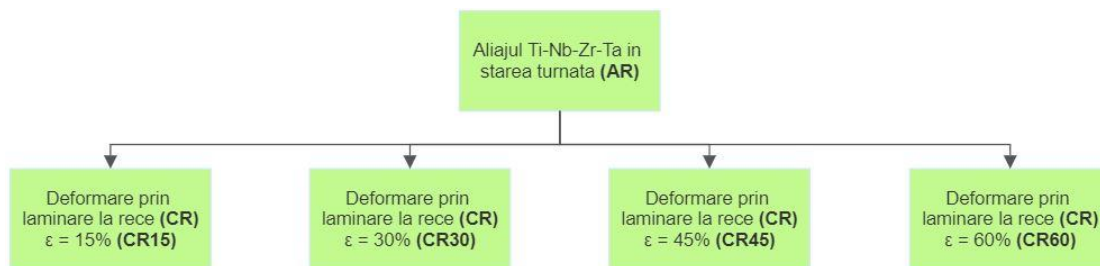 Aliajul Ti-Nb-Zr-Ta in
starea turnata (AR)
Deformare prin
laminare la rece (CR)
ε = 15% (CR15)
Deformare prin
laminare la rece (CR)
ε = 30% (CR30)
Deformare prin
laminare la rece (CR)
ε = 45% (CR45)
Deformare prin
laminare la rece (CR)
ε = 60% (CR60)